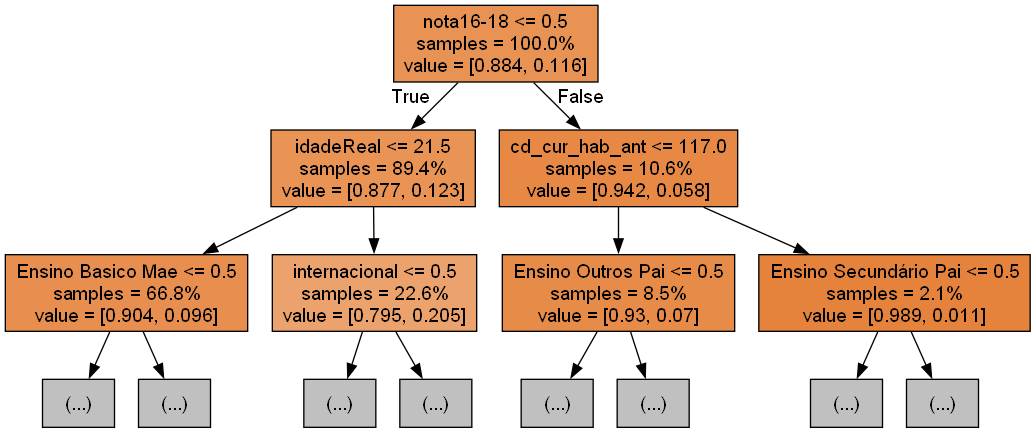 nota16-18 <= 0.5
samples = 100.0%
value = [0.884, 0.116]
True
False
idadeReal <= 21.5
samples = 89.4%
value = [0.877, 0.123]
cd_cur_hab_ant <= 117.0
samples = 10.6%
value = [0.942, 0.058]
Ensino Basico Mae <= 0.5
samples = 66.8%
value = [0.904, 0.096]
internacional <= 0.5
samples = 22.6%
value = [0.795, 0.205]
Ensino Outros Pai <= 0.5
samples = 8.5%
value = [0.93, 0.07]
Ensino Secundário Pai <= 0.5
samples = 2.1%
value = [0.989, 0.011]
(...)
(...)
(...)
(...)
(...)
(...)
(...)
(...)